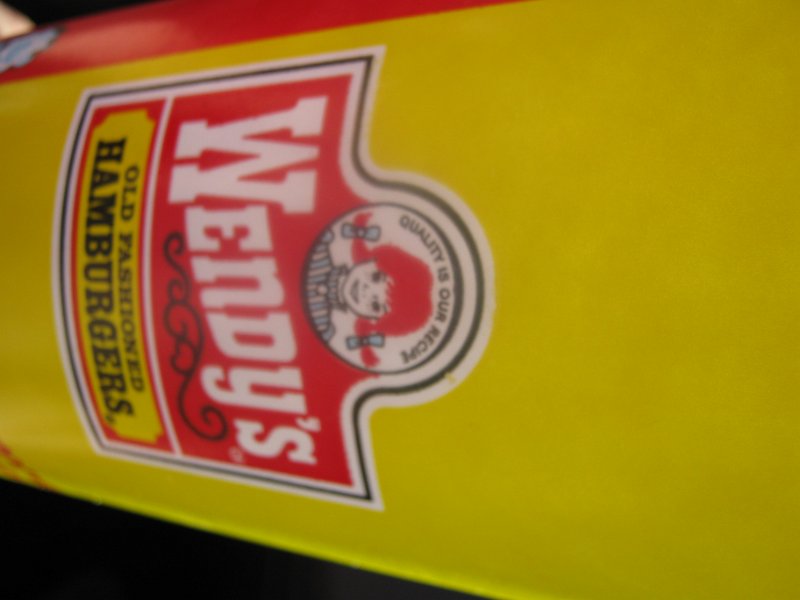 QUALITY IS OUR RECIPE
Wendy's®
OLD FASHIONED
HAMBURGERS®